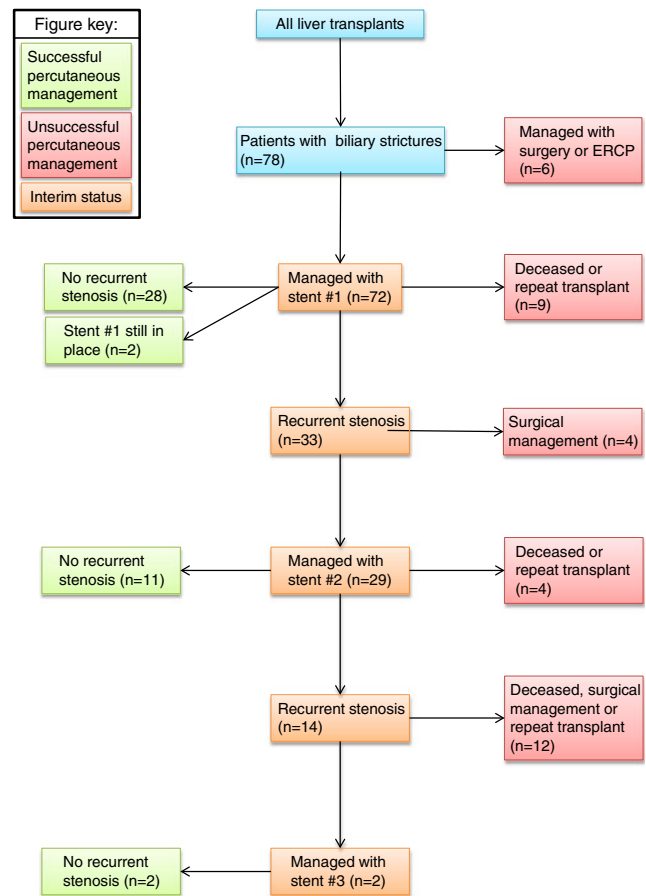 Figure key:
Successful
percutaneous
management
Unsuccessful
percutaneous
management
Interim status
All liver transplants
Patients with biliary strictures
(n=78)
Managed with
surgery or ERCP
(n=6)
No recurrent
stenosis (n=28)
Managed with
stent #1 (n=72)
Deceased or
repeat transplant
(n=9)
Stent #1 still in
place (n=2)
Recurrent stenosis
(n=33)
Surgical
management (n=4)
No recurrent
stenosis (n=11)
Managed with
stent #2 (n=29)
Deceased or
repeat transplant
(n=4)
Recurrent stenosis
(n=14)
Deceased, surgical
management or
repeat transplant
(n=12)
No recurrent
stenosis (n=2)
Managed with
stent #3 (n=2)